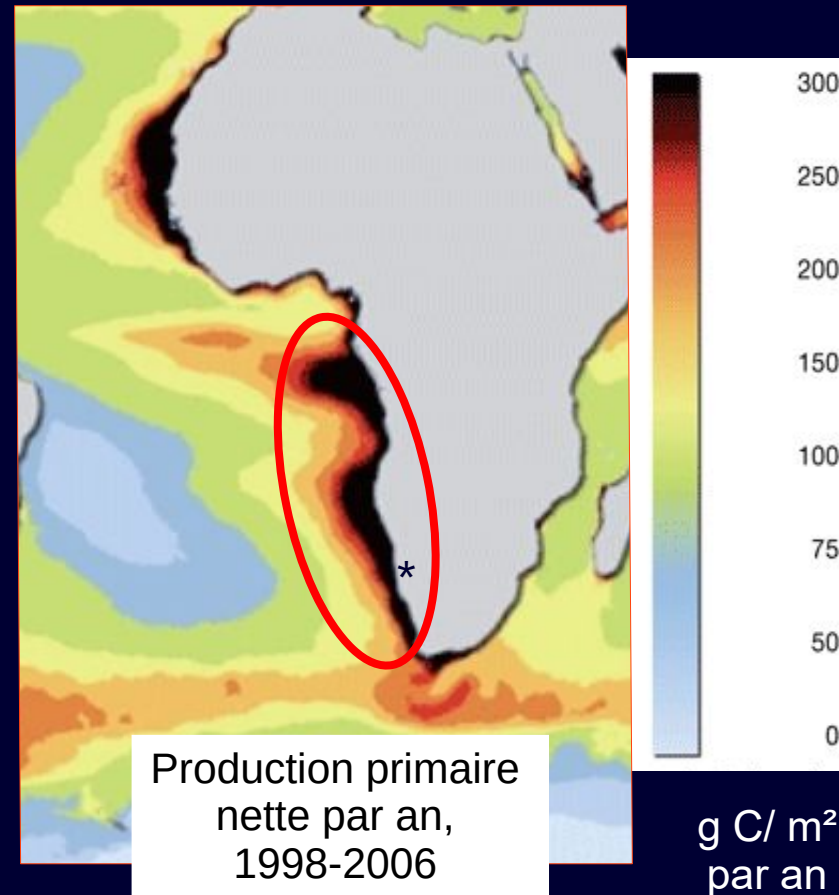 300
250
200
150
100
75
50
0
*
Production primaire
nette par an,
1998-2006
g C/ m²
par an